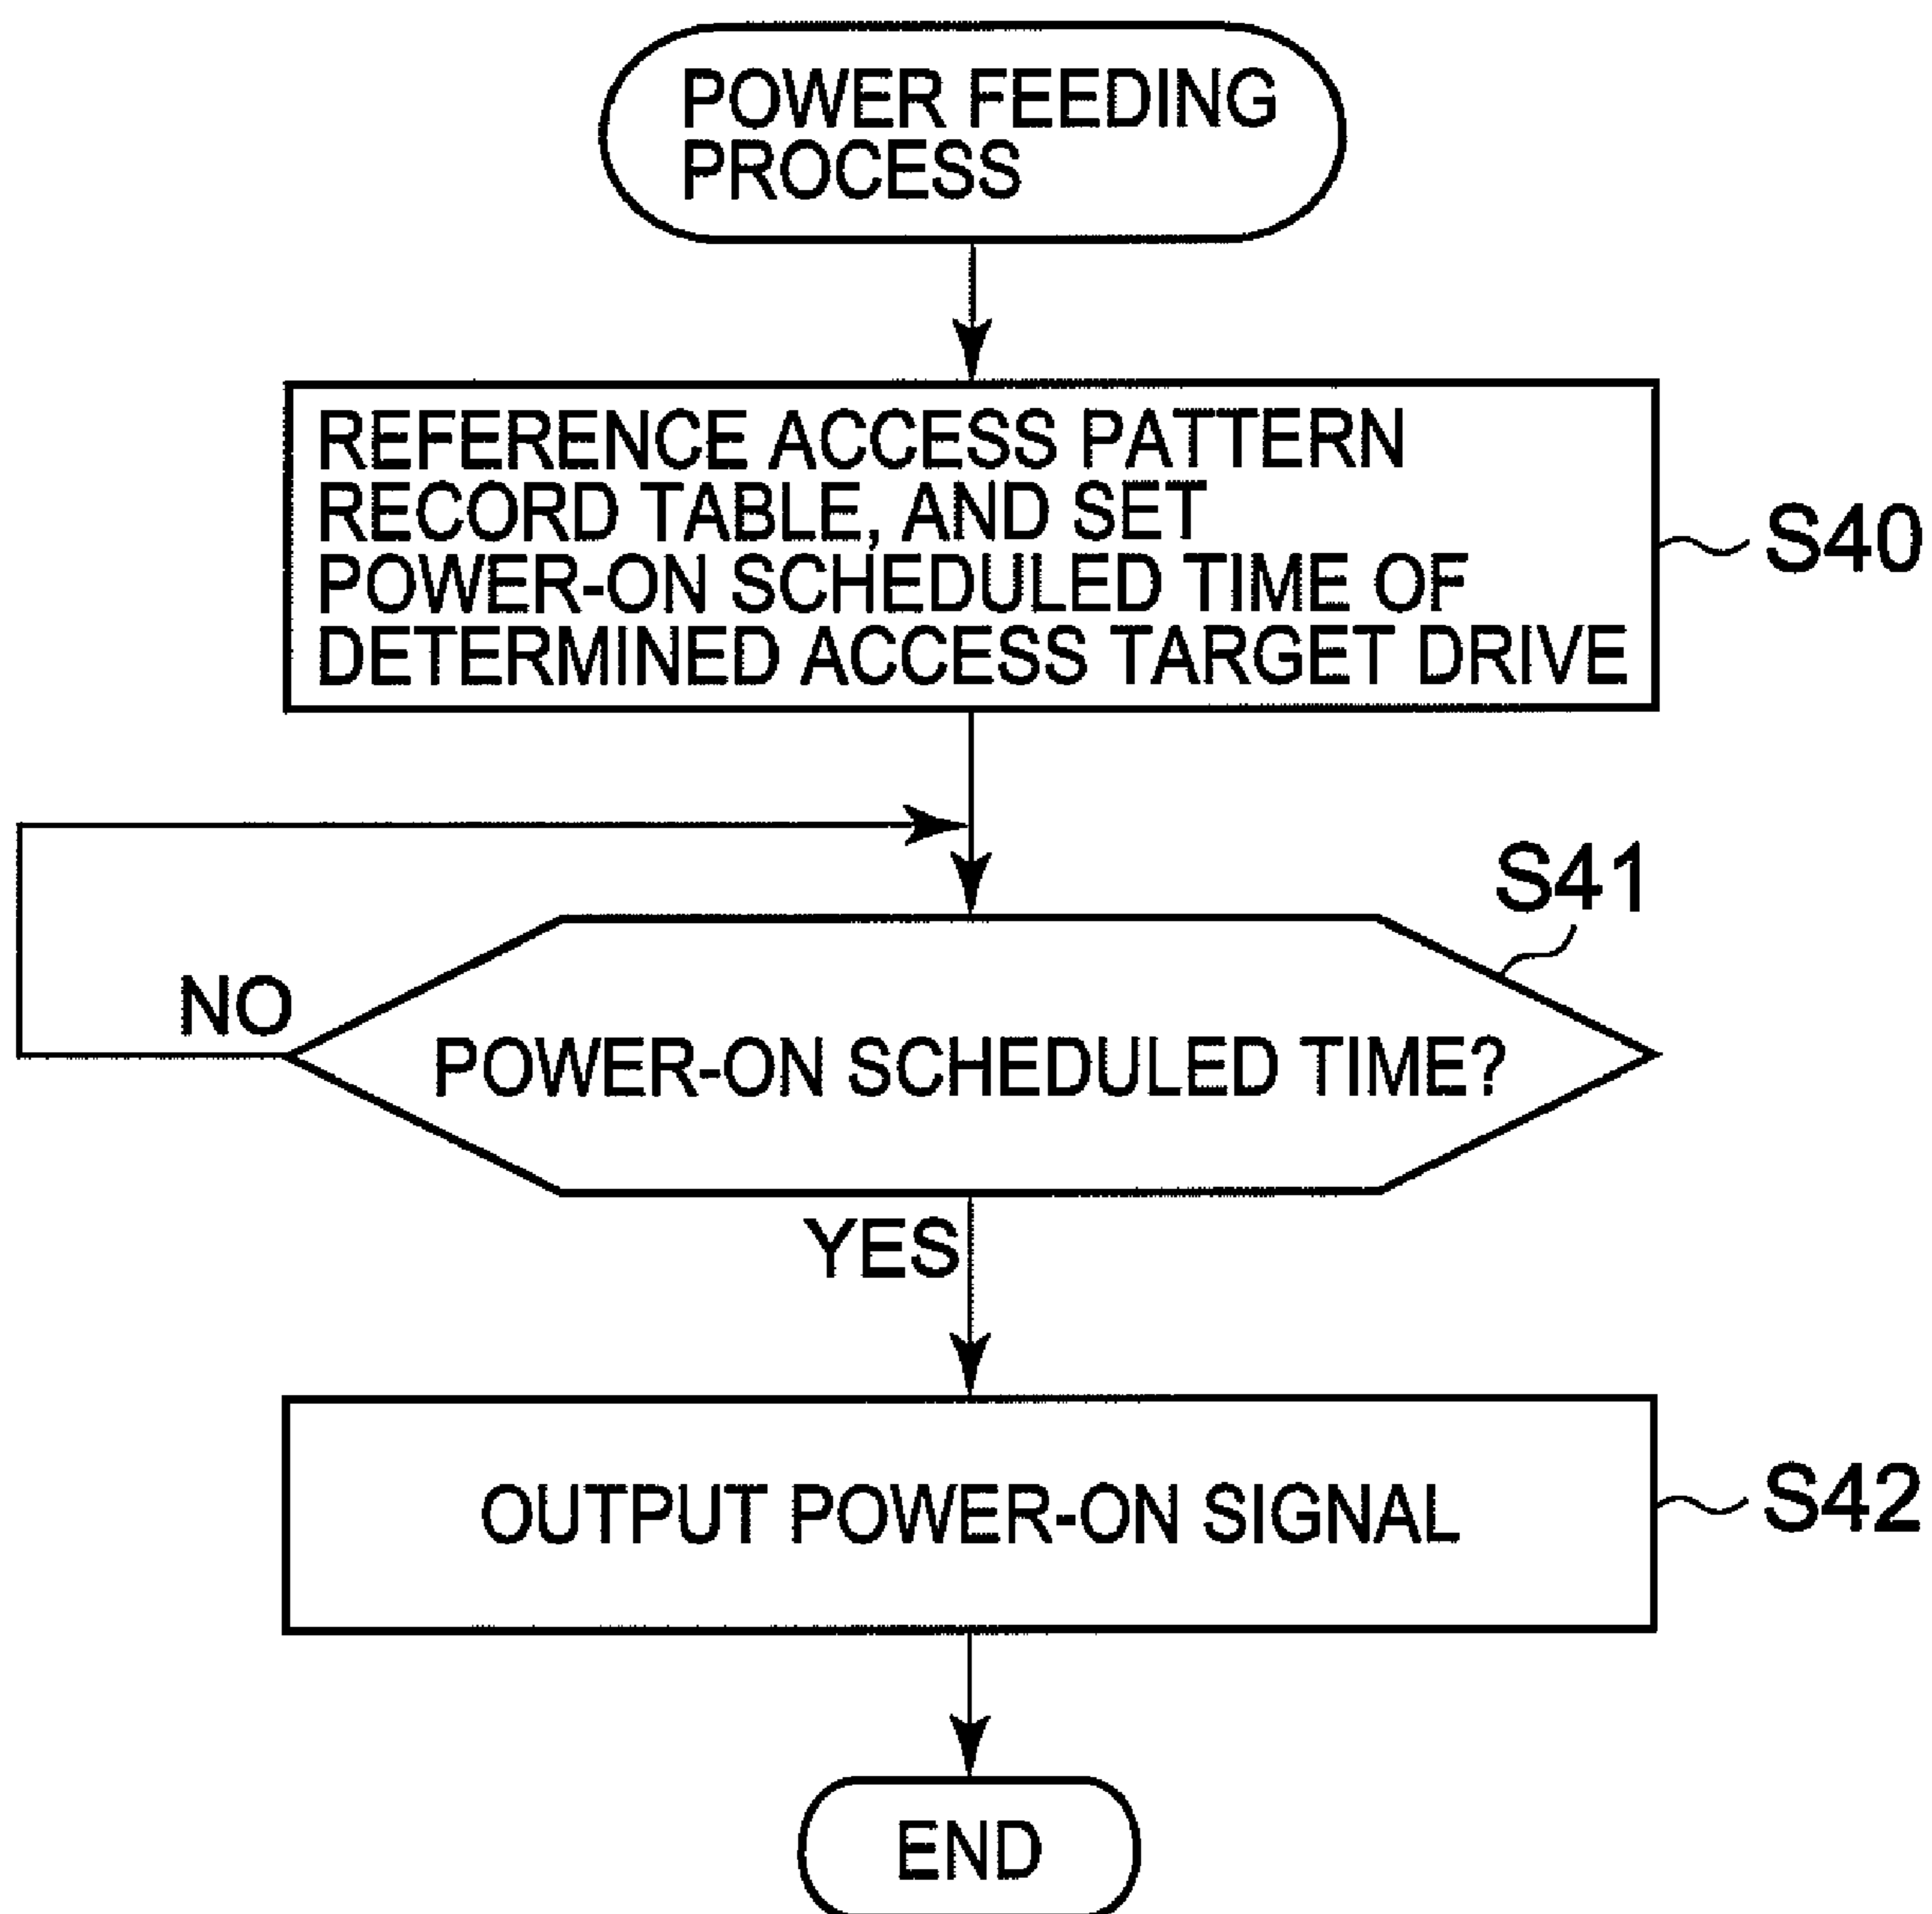 POWER FEEDING
PROCESS
REFERENCE ACCESS PATTERN
RECORD TABLE, AND SET
POWER-ON SCHEDULED TIME OF
DETERMINED ACCESS TARGET DRIVE
S40
S41
NO
POWER-ON SCHEDULED TIME?
YES
OUTPUT POWER-ON SIGNAL
S42
END